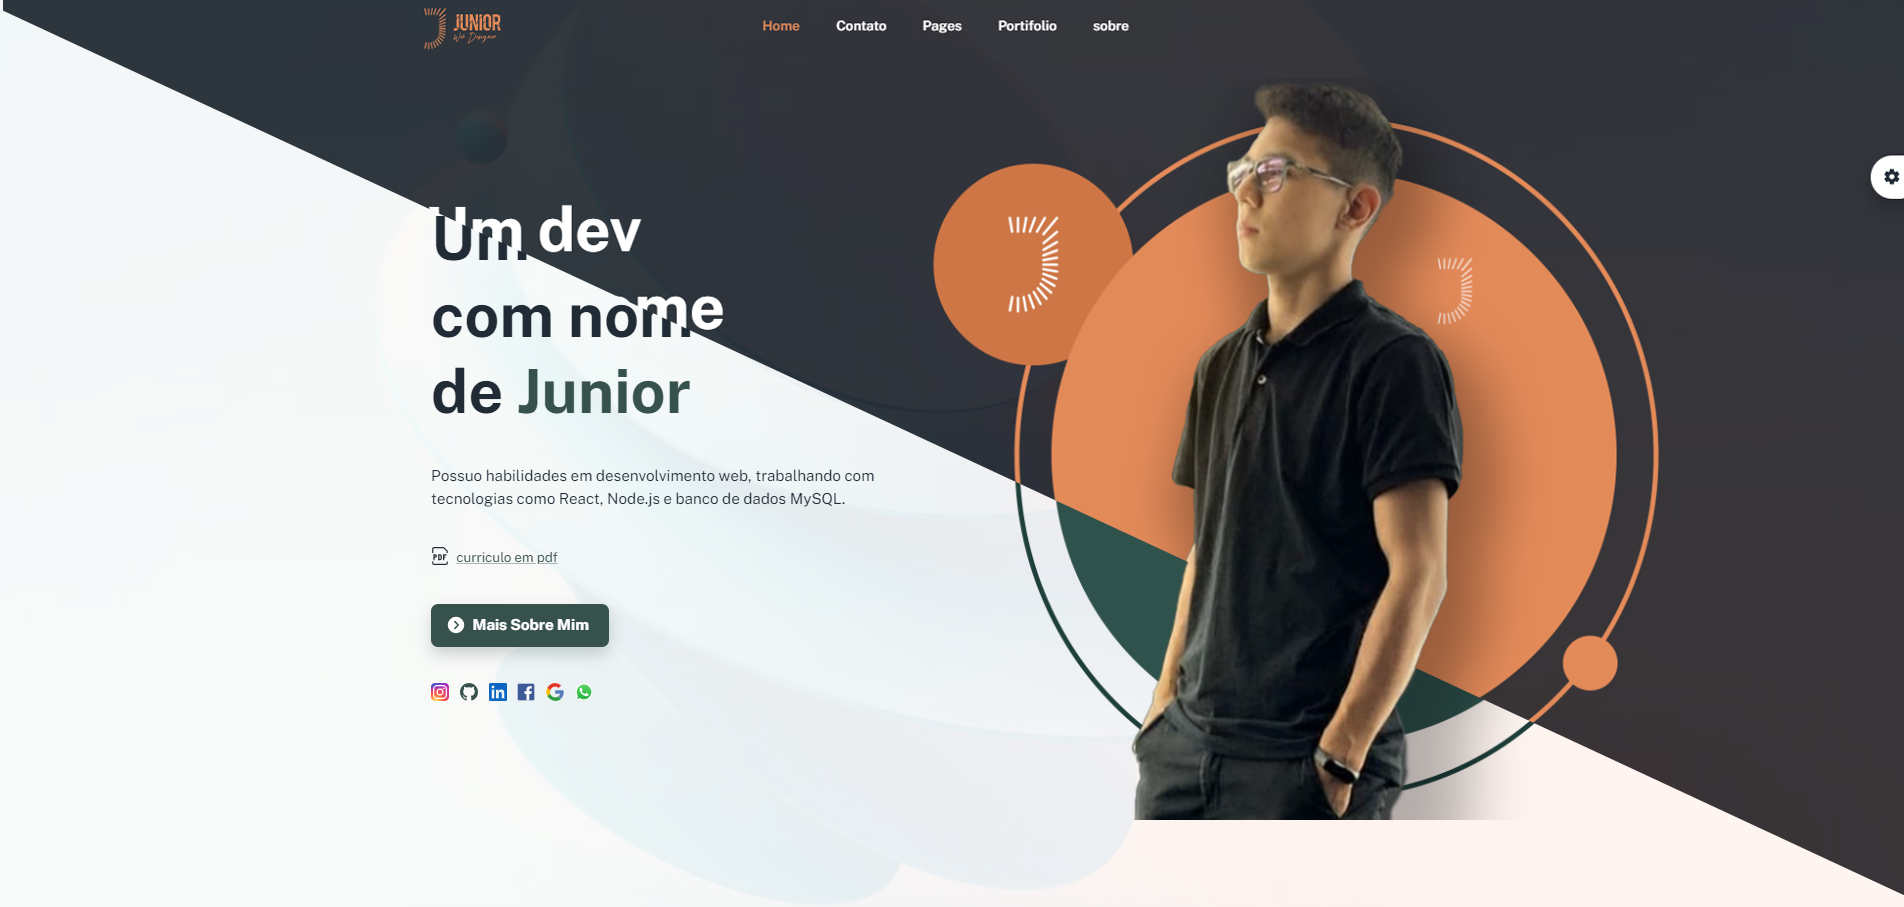 JUNIOR
Web Designer
Home Contato Pages Portifolio sobre
Um dev
com nome
de Junior
Possuo habilidades em desenvolvimento web, trabalhando com
tecnologias como React, Node.js e banco de dados MySQL.
PDF curriculo em pdf
Mais Sobre Mim